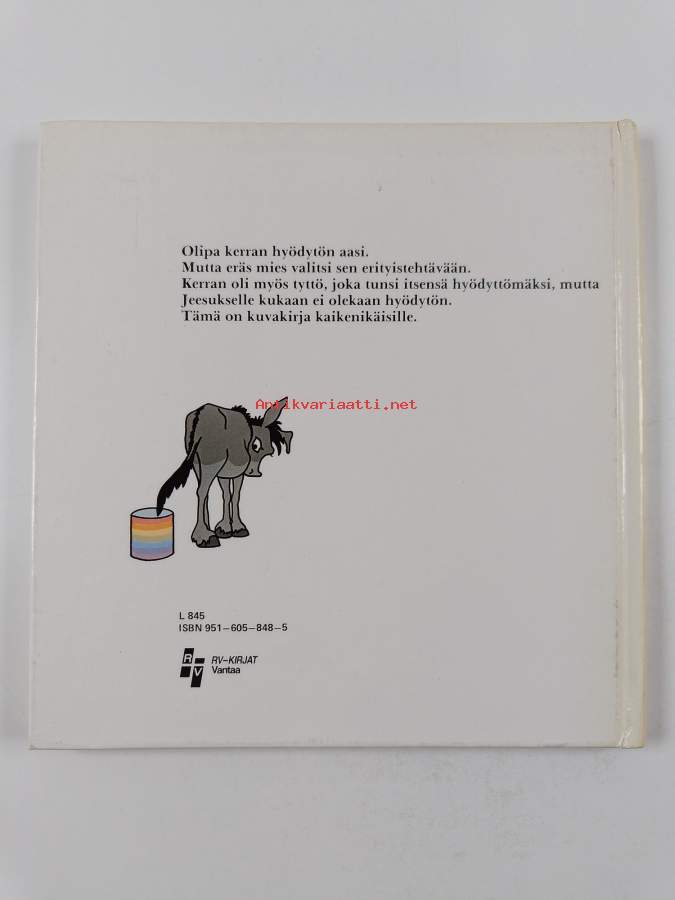 Olipa kerran hyödytön aasi.
Mutta eräs mies valitsi sen erityistehtävään.
Kerran oli myös tyttö, joka tunsi itsensä hyödyttömäksi, mutta
Jeesukselle kukaan ei olekaan hyödytön.
Tämä on kuvakirja kaikenikäisille.
Antikvariaatti.net
L 845
ISBN 951–605–848–5
RV
RV–KIRJAT
Vantaa